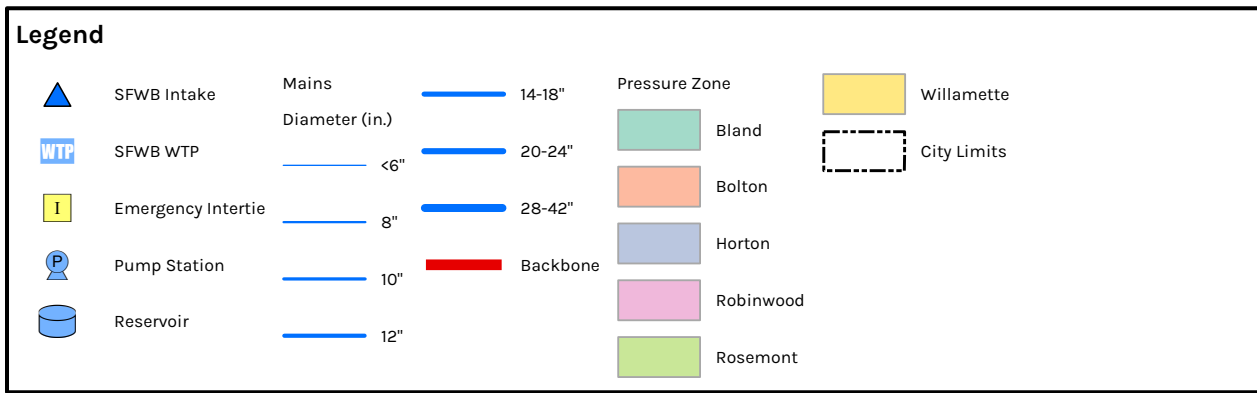 Legend
SFWB Intake
WTP
SFWB WTP
I
Emergency Intertie
P
Pump Station
Reservoir
Mains
Diameter (in.)
<6"
8"
10"
12"
14-18"
20-24"
28-42"
Backbone
Pressure Zone
Bland
Bolton
Horton
Robinwood
Rosemont
Willamette
City Limits